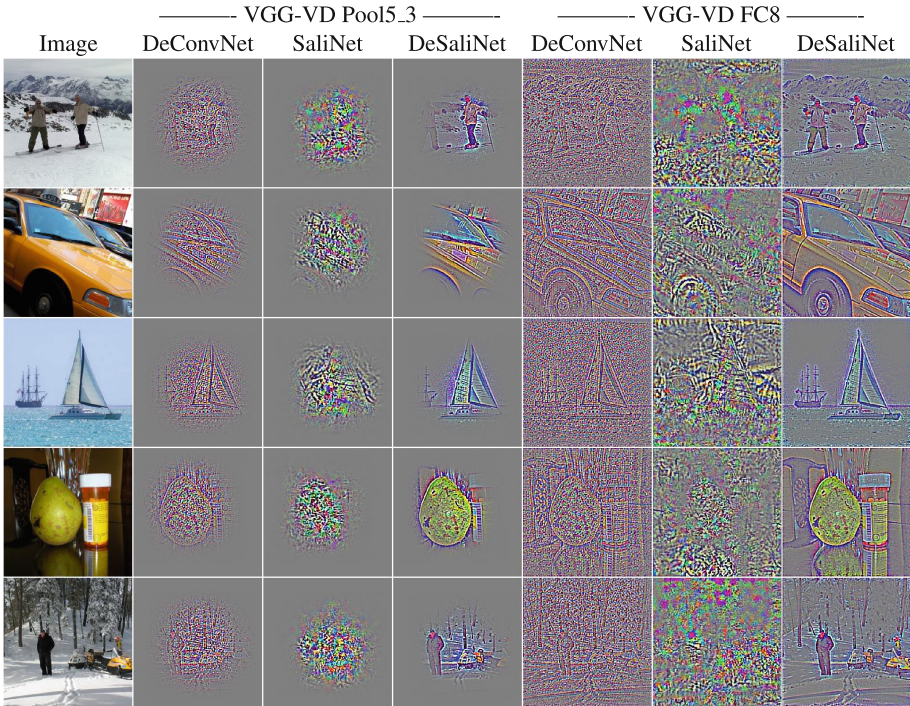 ———- VGG-VD Pool5_3 ————- ———— VGG-VD FC8 ————-
Image DeConvNet SaliNet DeSaliNet DeConvNet SaliNet DeSaliNet